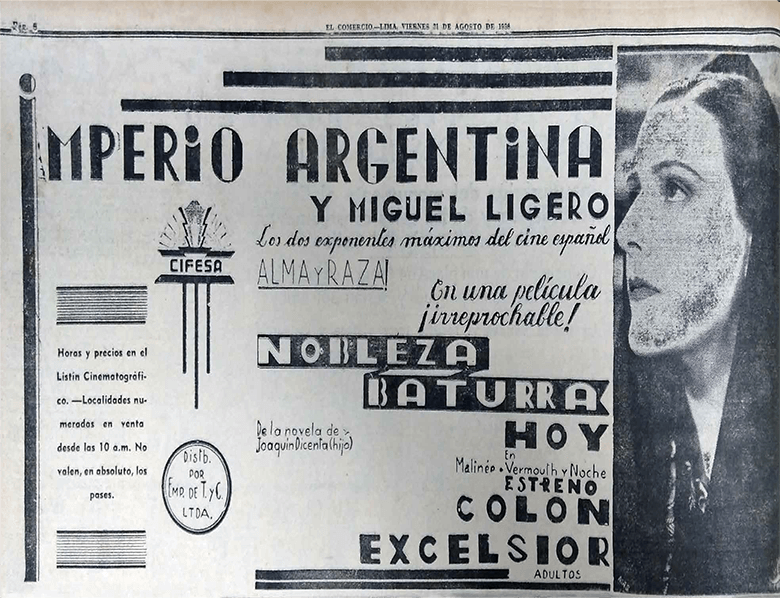 Pág. 5
EL COMERCIO.—LIMA, VIERNES 21 DE AGOSTO DE 1936
iMPERiO ARGENTiNA
Y MIGUEL LIGERO
Los dos exponentes máximos del cine español
ALMA Y RAZA!
En una película
¡irreprochable!
NOBLEZA
BATURRA
De la novela de
Joaquín Dicenta (hijo)
HOY
En
Matinée • Vermouth y Noche
ESTRENO
COLON
EXCELSIOR
ADULTOS
CIFESA
Horas y precios en el
Listín Cinematográfi-
co. —Localidades nu-
meradas en venta
desde las 10 a.m. No
valen, en absoluto, los
pases.
Distb.
POR
EMP. DE T. y C.
LTDA.